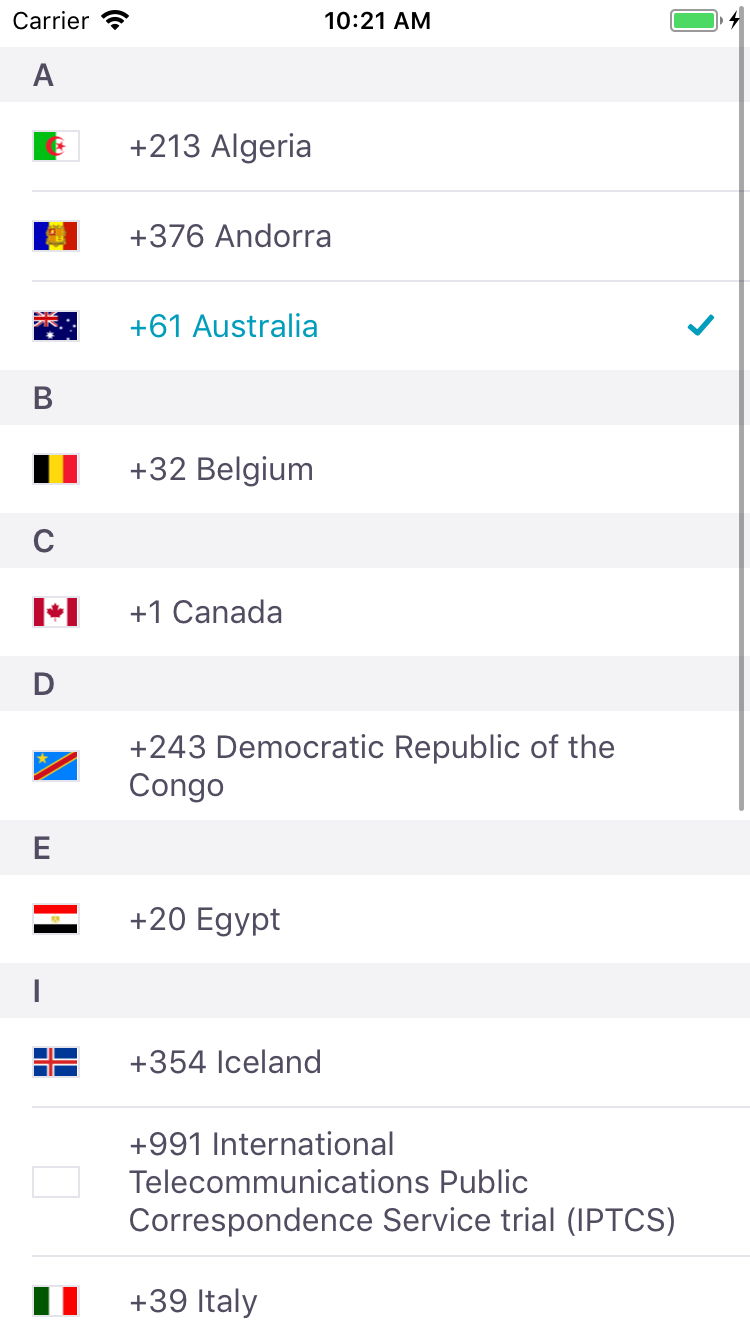 Carrier 10:21 AM
A
+213 Algeria
+376 Andorra
+61 Australia
B
+32 Belgium
C
+1 Canada
D
+243 Democratic Republic of the
Congo
E
+20 Egypt
I
+354 Iceland
+991 International
Telecommunications Public
Correspondence Service trial (IPTCS)
+39 Italy